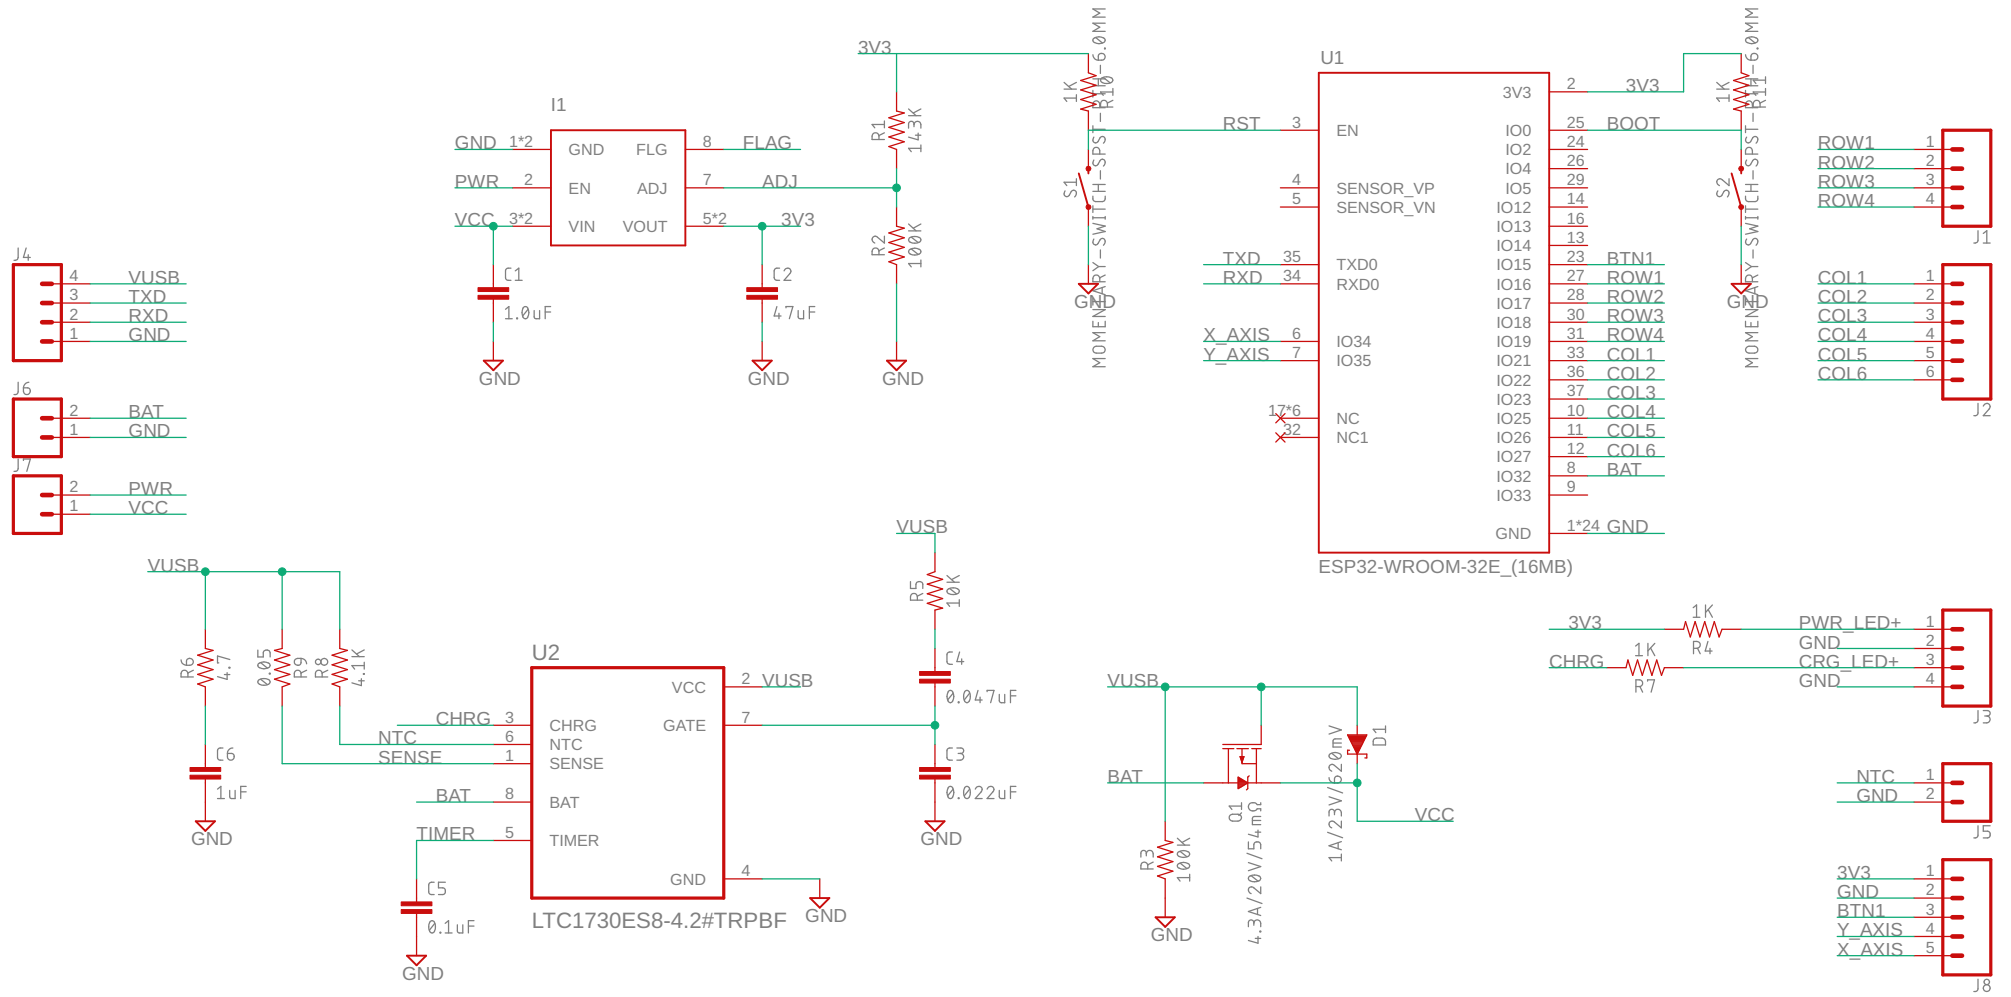 3V3
1K
R10
MOMENTARY-SWITCH-SPST-PTH-6.0MM
S1
GND
R1
143K
R2
100K
GND
I1
GND 1*2 GND FLG 8 FLAG
PWR 2 EN ADJ 7 ADJ
VCC 3*2 VIN VOUT 5*2 3V3
C1
1.0uF
GND
C2
47uF
GND
U1
3V3 2 3V3
RST 3 EN IO0 25 BOOT
IO2 24
IO4 26
4 SENSOR_VP IO5 29
5 SENSOR_VN IO12 14
IO13 16
IO14 13
TXD 35 TXD0 IO15 23 BTN1
RXD 34 RXD0 IO16 27 ROW1
IO17 28 ROW2
IO18 30 ROW3
X_AXIS 6 IO34 IO19 31 ROW4
Y_AXIS 7 IO35 IO21 33 COL1
IO22 36 COL2
IO23 37 COL3
17*6 NC IO25 10 COL4
32 NC1 IO26 11 COL5
IO27 12 COL6
IO32 8 BAT
IO33 9
GND 1*24 GND
ESP32-WROOM-32E_(16MB)
1K
R11
MOMENTARY-SWITCH-SPST-PTH-6.0MM
S2
GND
ROW1 1
ROW2 2
ROW3 3
ROW4 4
J1
COL1 1
COL2 2
COL3 3
COL4 4
COL5 5
COL6 6
J2
J4
4 VUSB
3 TXD
2 RXD
1 GND
J6
2 BAT
1 GND
J7
2 PWR
1 VCC
VUSB
R6
4.7
0.05
R9
R8
4.1K
C6
1uF
GND
U2
VCC 2 VUSB
CHRG 3 CHRG GATE 7
NTC 6 NTC
SENSE 1 SENSE
BAT 8 BAT
TIMER 5 TIMER
GND 4
GND
LTC1730ES8-4.2#TRPBF
C5
0.1uF
GND
VUSB
R5
10K
C4
0.047uF
C3
0.022uF
GND
VUSB
BAT
Q1
4.3A/20V/54mΩ
D1
1A/23V/620mV
VCC
R3
100K
GND
3V3 1K R4 PWR_LED+ 1
GND 2
CHRG 1K R7 CRG_LED+ 3
GND 4
J3
NTC 1
GND 2
J5
3V3 1
GND 2
BTN1 3
Y_AXIS 4
X_AXIS 5
J8